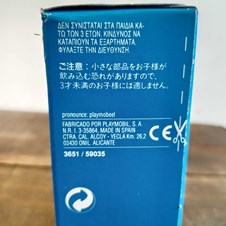 ΔΕΝ ΣΥΝΙΣΤΑΤΑΙ ΣΤΑ ΠΑΙΔΙΑ ΚΑ-
ΤΩ ΤΩΝ 3 ΕΤΩΝ. ΚΙΝΔΥΝΟΣ ΝΑ
ΚΑΤΑΠΙΟΥΝ ΤΑ ΕΞΑΡΤΗΜΑΤΑ.
ΦΥΛΑΞΤΕ ΤΗΝ ΔΙΕΥΘΥΝΣΗ.
ご注意：小さな部品をお子様が
飲み込む恐れがありますので、
3才未満のお子様には適しません。
pronounce: playmobeel
FABRICADO POR PLAYMOBIL, S. A.
N. R. I. 3-35864, MADE IN SPAIN
CTRA. CAL. ALCOY - YECLA Km. 26,2
03430 ONIL. ALICANTE
3651 / 59035
CE